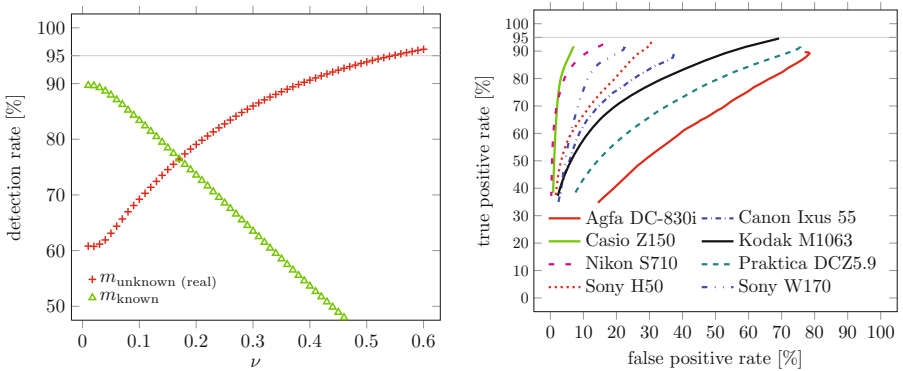 100
95
90
80
70
60
50
0
0.1
0.2
0.3
0.4
0.5
0.6
ν
detection rate [%]
m unknown (real)
m known
100
95
90
80
70
60
50
40
30
20
10
0
0
10
20
30
40
50
60
70
80
90
100
false positive rate [%]
true positive rate [%]
Agfa DC-830i
Canon Ixus 55
Casio Z150
Kodak M1063
Nikon S710
Praktica DCZ5.9
Sony H50
Sony W170